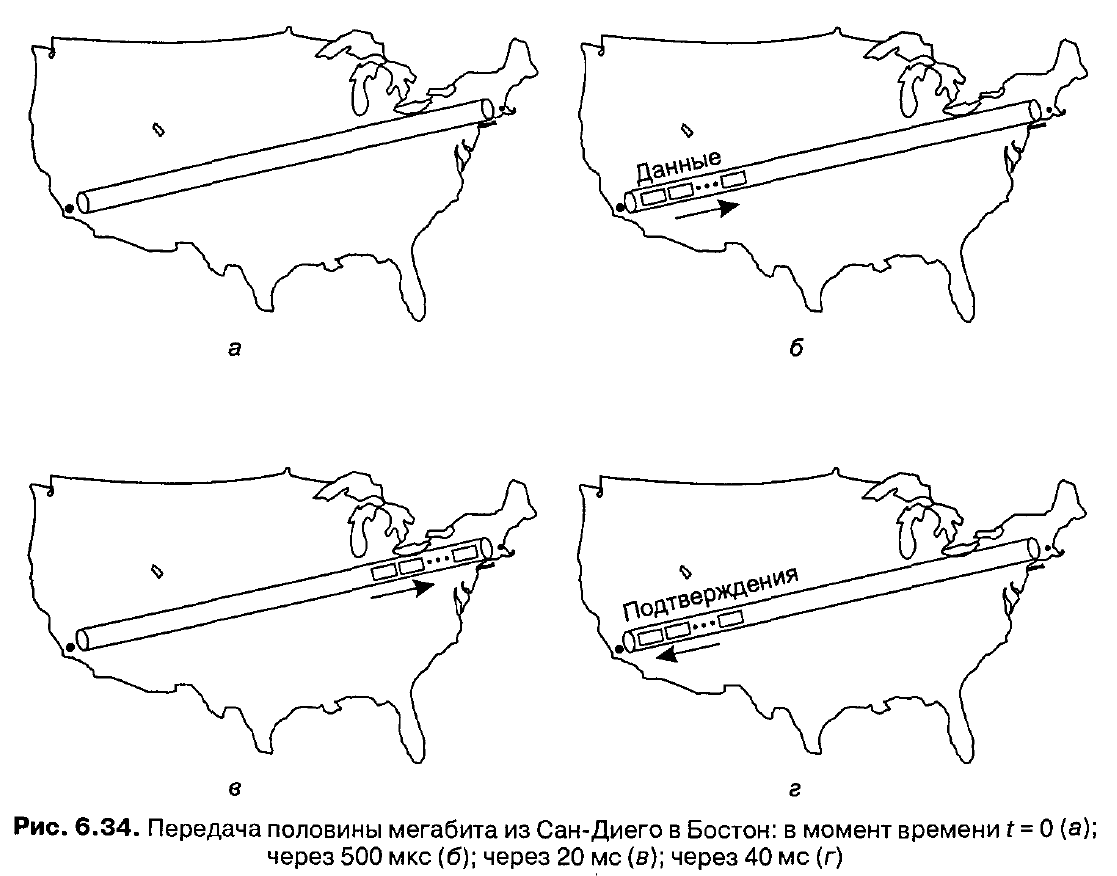 Данные
а
б
Подтверждения
в
г
Рис. 6.34. Передача половины мегабита из Сан-Диего в Бостон: в момент времени t = 0 (а);
через 500 мкс (б); через 20 мс (в); через 40 мс (г)